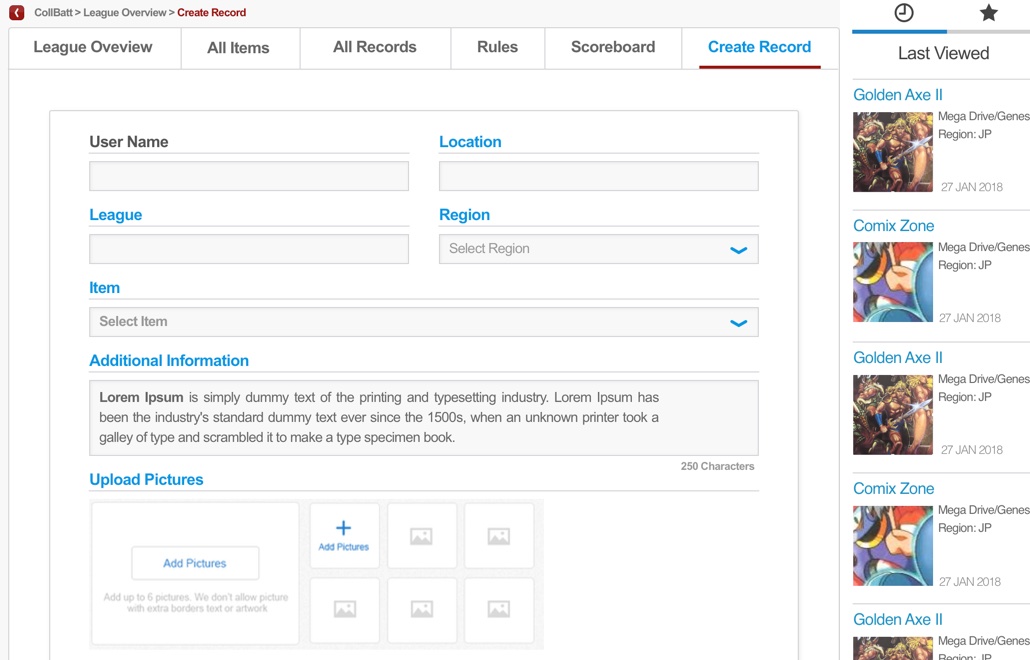 CollBatt > League Overview > Create Record
League Oveview
All Items
All Records
Rules
Scoreboard
Create Record
User Name
Location
League
Region
Select Region
Item
Select Item
Additional Information
Lorem Ipsum is simply dummy text of the printing and typesetting industry. Lorem Ipsum has
been the industry's standard dummy text ever since the 1500s, when an unknown printer took a
galley of type and scrambled it to make a type specimen book.
250 Characters
Upload Pictures
Add Pictures
Add up to 6 pictures. We don't allow picture
with extra borders text or artwork
Add Pictures
Last Viewed
Golden Axe II
Mega Drive/Genes
Region: JP
27 JAN 2018
Comix Zone
Mega Drive/Genes
Region: JP
27 JAN 2018
Golden Axe II
Mega Drive/Genes
Region: JP
27 JAN 2018
Comix Zone
Mega Drive/Genes
Region: JP
27 JAN 2018
Golden Axe II
Mega Drive/Genes
Region: JP